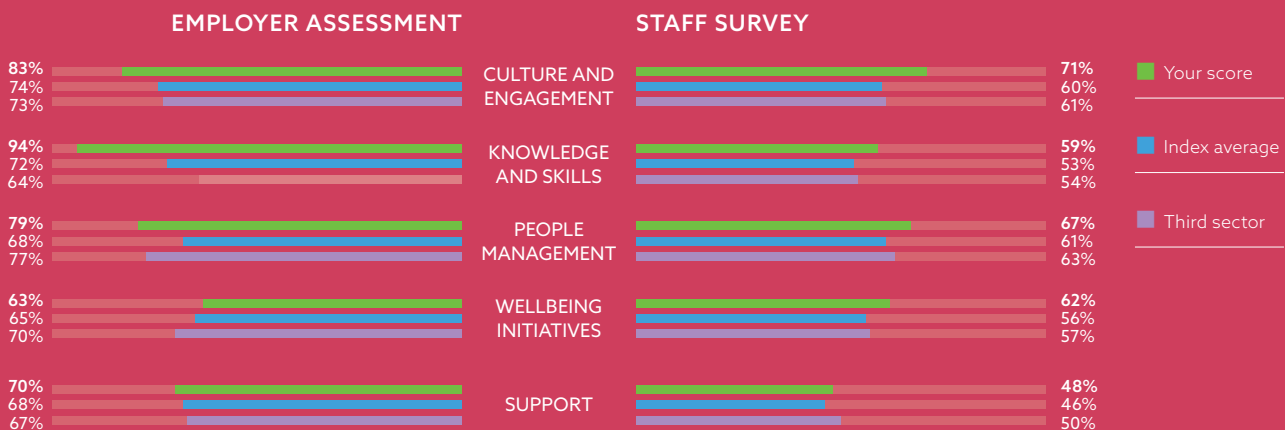 EMPLOYER ASSESSMENT
STAFF SURVEY
83%
74%
73%
CULTURE AND
ENGAGEMENT
71%
60%
61%
94%
72%
64%
KNOWLEDGE
AND SKILLS
59%
53%
54%
79%
68%
77%
PEOPLE
MANAGEMENT
67%
61%
63%
63%
65%
70%
WELLBEING
INITIATIVES
62%
56%
57%
70%
68%
67%
SUPPORT
48%
46%
50%
Your score
Index average
Third sector